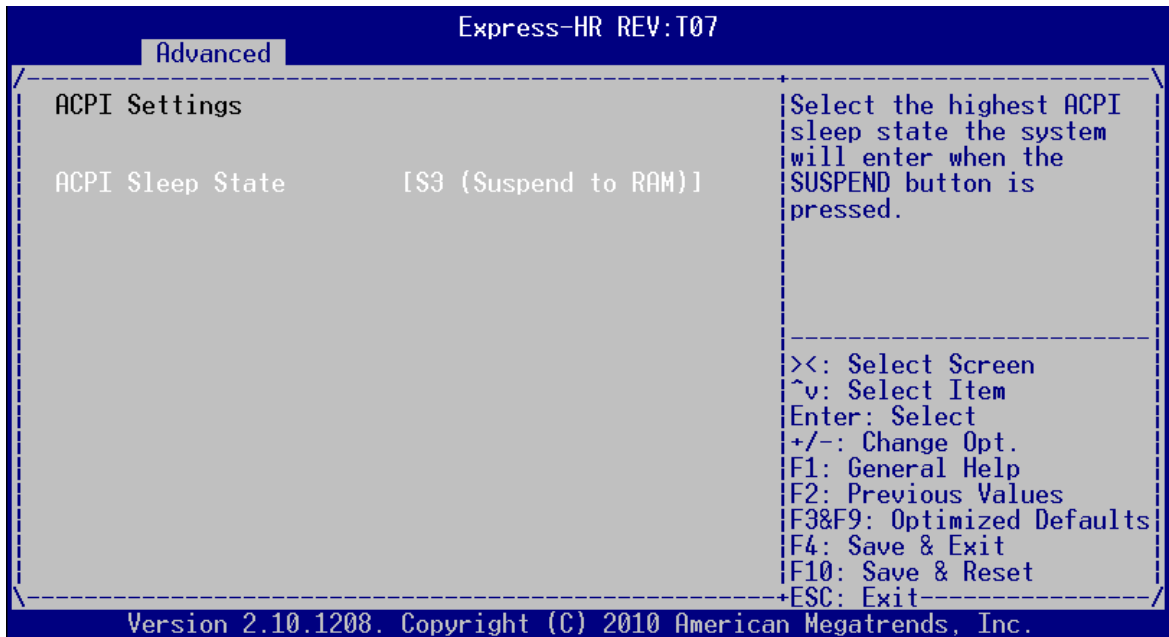 Express-HR REV:T07
Advanced
ACPI Settings
ACPI Sleep State [S3 (Suspend to RAM)]
Select the highest ACPI
sleep state the system
will enter when the
SUSPEND button is
pressed.
><: Select Screen
^v: Select Item
Enter: Select
+/-: Change Opt.
F1: General Help
F2: Previous Values
F3&F9: Optimized Defaults
F4: Save & Exit
F10: Save & Reset
ESC: Exit
Version 2.10.1208. Copyright (C) 2010 American Megatrends, Inc.